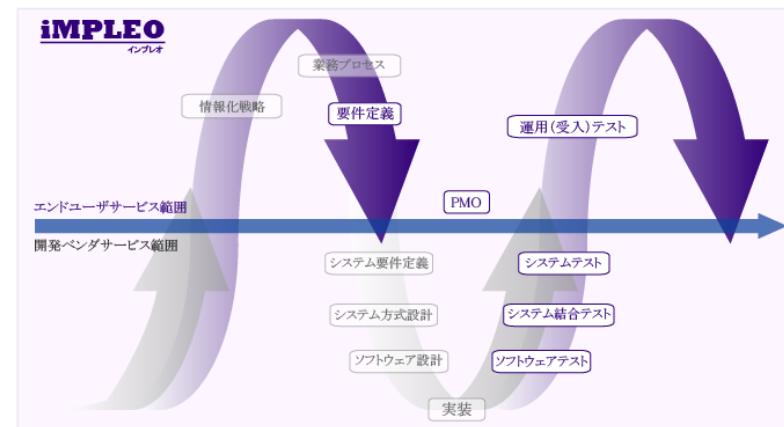 iMPLEO
インプレオ
業務プロセス
情報化戦略
要件定義
運用(受入)テスト
PMO
エンドユーザサービス範囲
開発ベンダサービス範囲
システム要件定義
システムテスト
システム方式設計
システム結合テスト
ソフトウェア設計
ソフトウェアテスト
実装